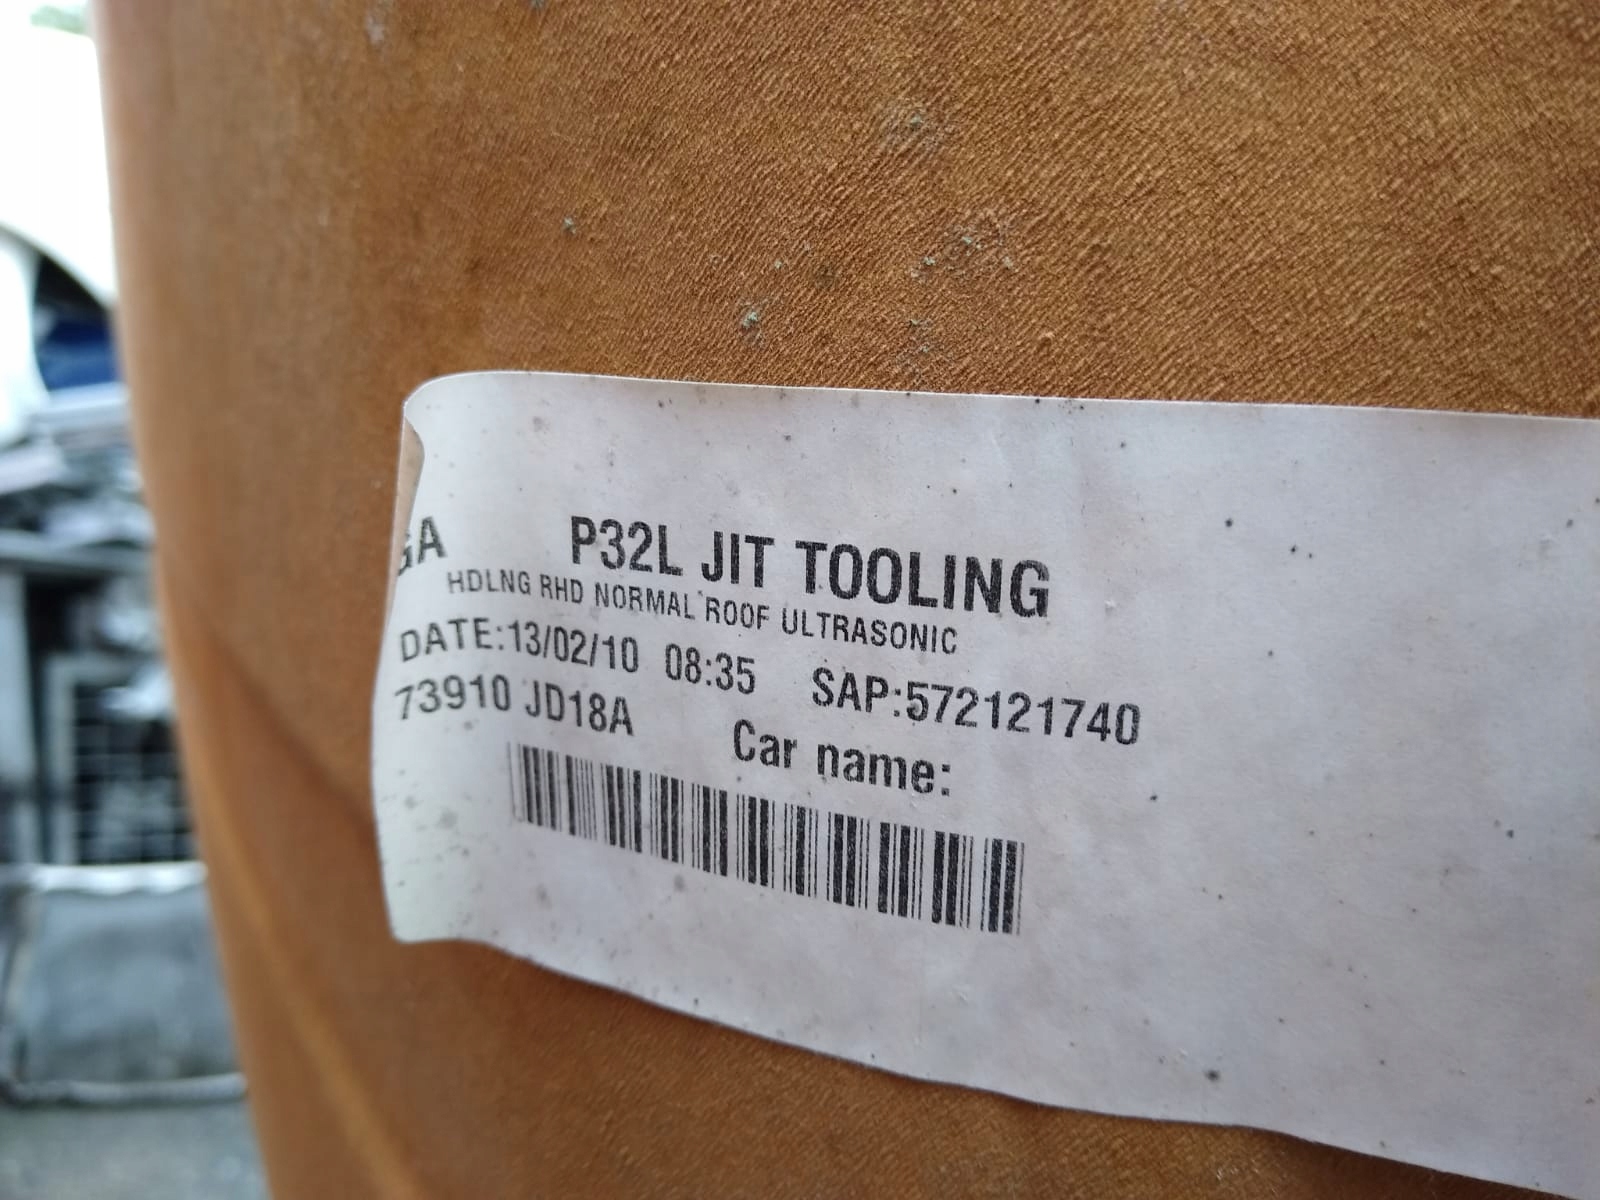 GA P32L JIT TOOLING
HDLNG RHD NORMAL ROOF ULTRASONIC
DATE:13/02/10 08:35 SAP:572121740
73910 JD18A Car name: